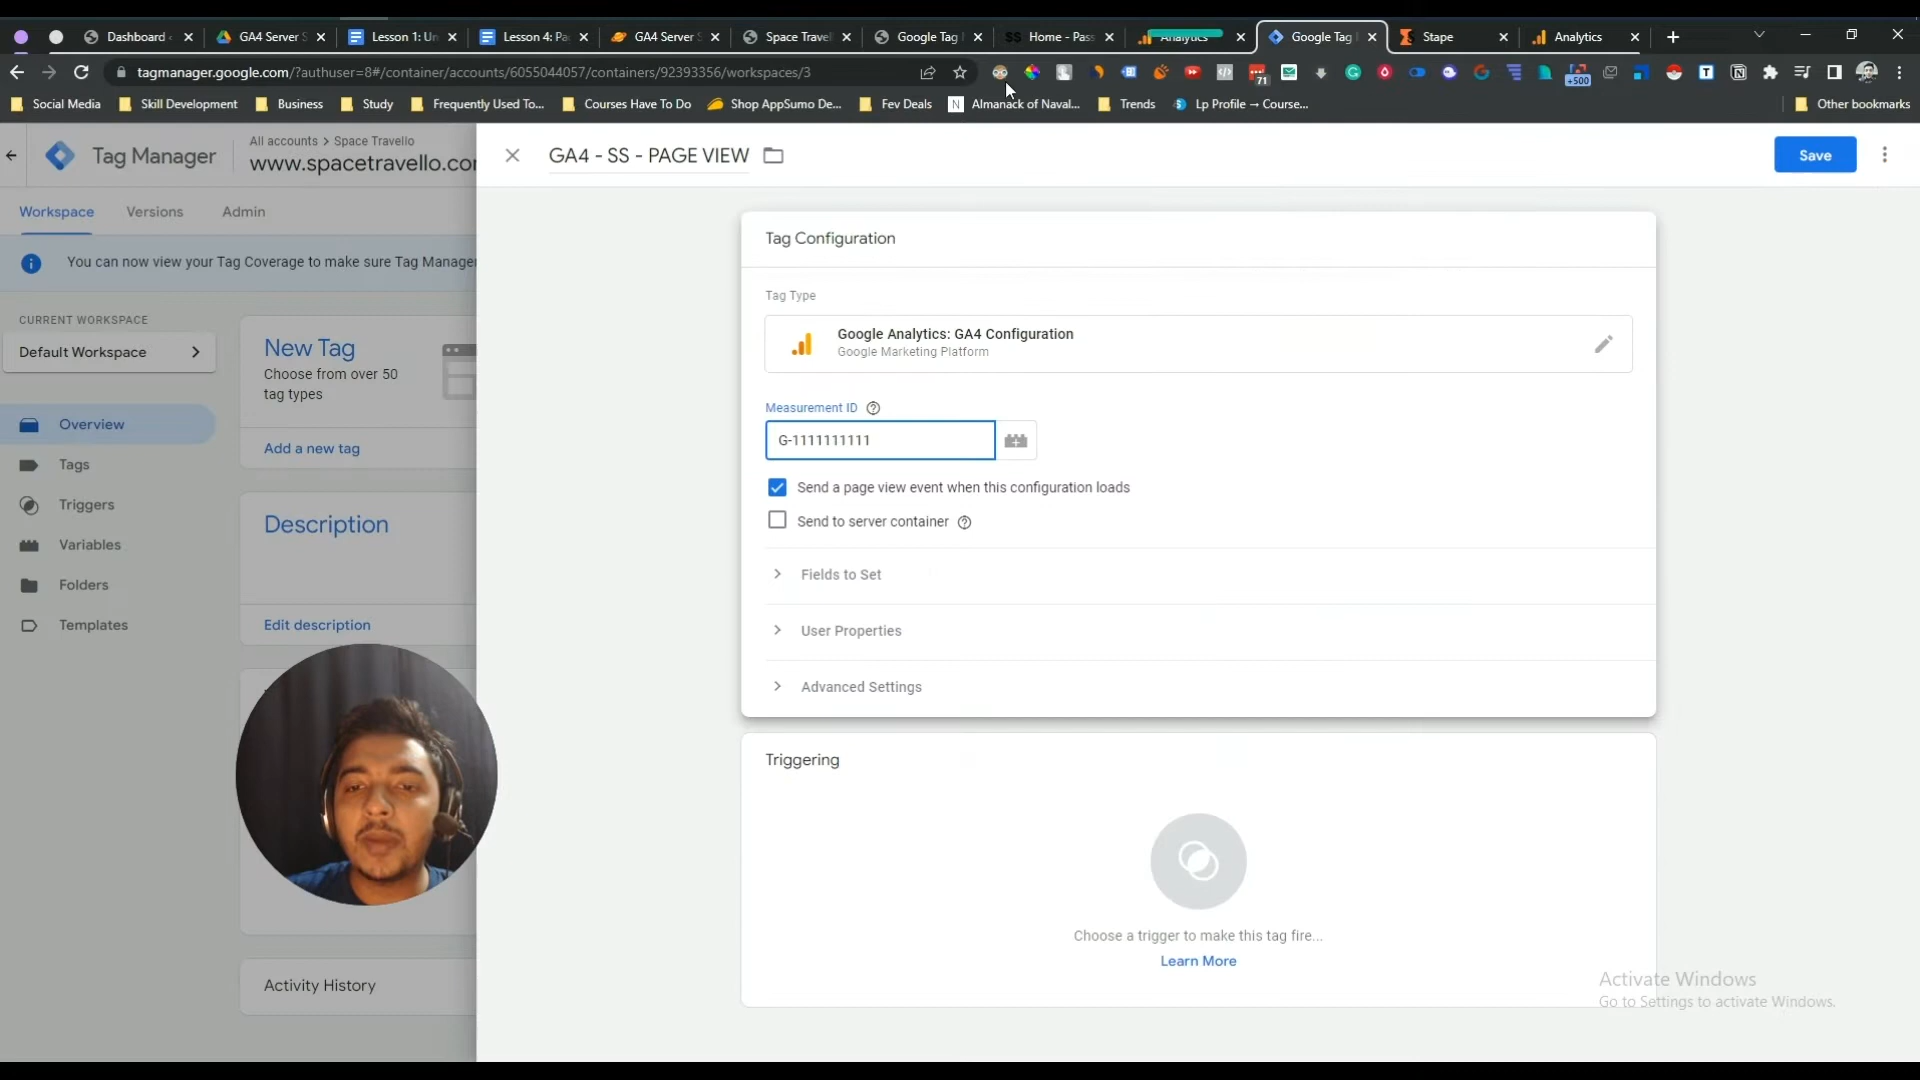 Dashboard
GA4 Server S
Lesson 1: Un
Lesson 4: Pa
GA4 Server S
Space Travel
Google Tag
SS Home - Pass
Analytics
Google Tag
Stape
Analytics
tagmanager.google.com/?authuser=8#/container/accounts/6055044057/containers/92393356/workspaces/3
71
+500
Social Media
Skill Development
Business
Study
Frequently Used To...
Courses Have To Do
Shop AppSumo De...
Fev Deals
Almanack of Naval...
Trends
Lp Profile → Course...
Other bookmarks
Tag Manager
All accounts > Space Travello
www.spacetravello.co
GA4 - SS - PAGE VIEW
Save
Workspace
Versions
Admin
You can now view your Tag Coverage to make sure Tag Manager
CURRENT WORKSPACE
Default Workspace
Overview
Tags
Triggers
Variables
Folders
Templates
New Tag
Choose from over 50
tag types
Add a new tag
Description
Edit description
Activity History
Tag Configuration
Tag Type
Google Analytics: GA4 Configuration
Google Marketing Platform
Measurement ID
G-1111111111
Send a page view event when this configuration loads
Send to server container
Fields to Set
User Properties
Advanced Settings
Triggering
Choose a trigger to make this tag fire...
Learn More
Activate Windows
Go to Settings to activate Windows.